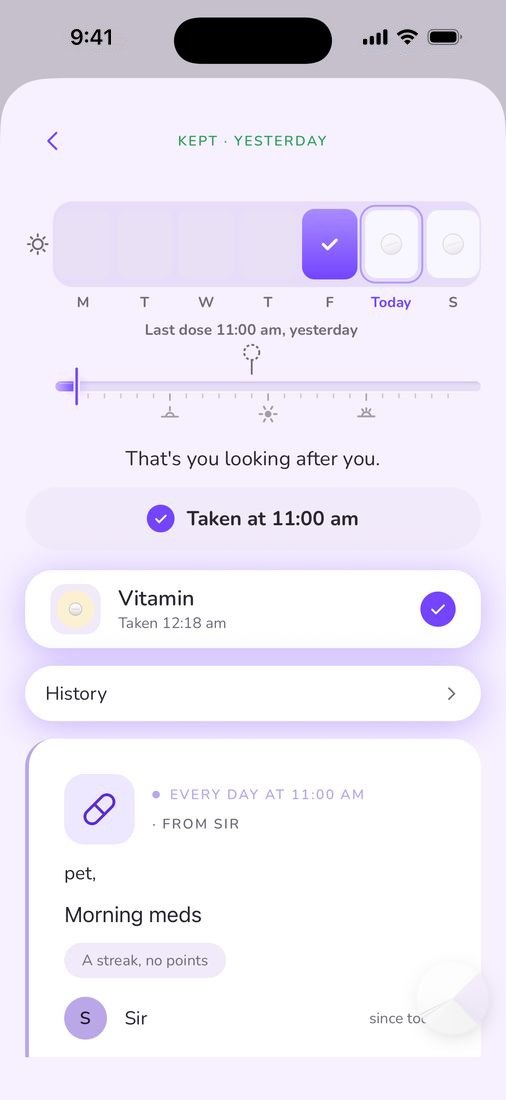 9:41
KEPT · YESTERDAY
M T W T F Today S
Last dose 11:00 am, yesterday
That's you looking after you.
Taken at 11:00 am
Vitamin
Taken 12:18 am
History
EVERY DAY AT 11:00 AM
· FROM SIR
pet,
Morning meds
A streak, no points
S Sir since